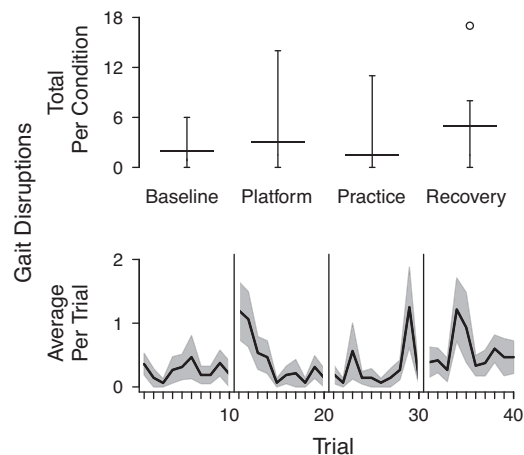 Gait Disruptions
Total
Per Condition
18
12
6
0
Baseline Platform Practice Recovery
Average
Per Trial
2
1
0
10 20 30 40
Trial